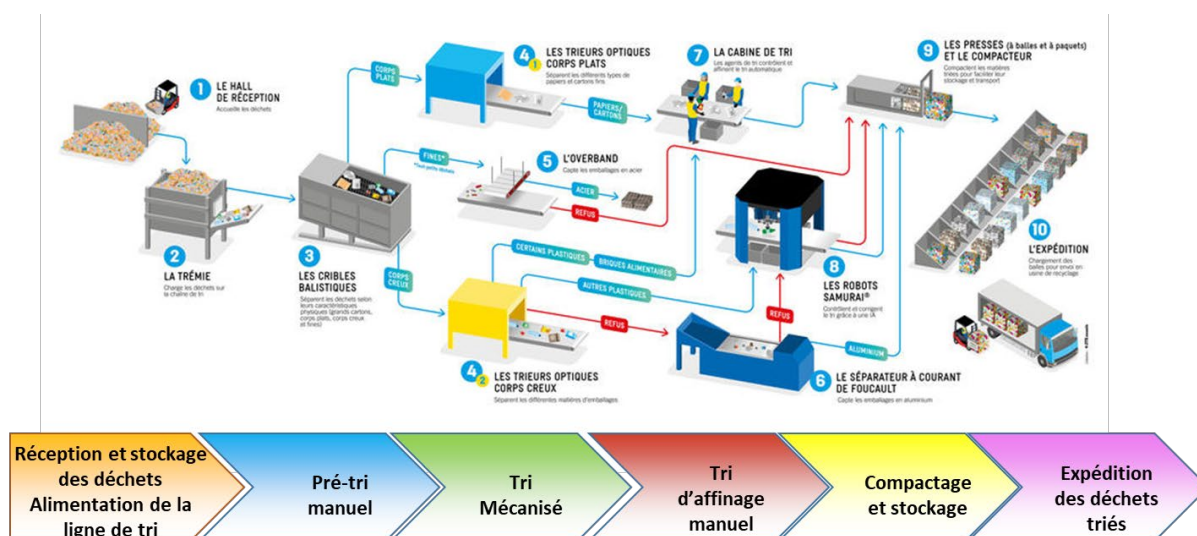 1
LE HALL
DE RÉCEPTION
Accueille les déchets
2
LA TRÉMIE
Charge les déchets sur
la chaîne de tri
3
LES CRIBLES
BALISTIQUES
Séparent les déchets selon
leurs caractéristiques
physiques (grands cartons,
corps plats, corps creux
et fines)
CORPS
PLATS
FINES*
*Tout petits déchets
CORPS
CREUX
4
1
LES TRIEURS OPTIQUES
CORPS PLATS
Séparent les différents types de
papiers et cartons fins
PAPIERS/
CARTONS
4
2
LES TRIEURS OPTIQUES
CORPS CREUX
Séparent les différentes matières d'emballages
CERTAINS PLASTIQUES
BRIQUES ALIMENTAIRES
AUTRES PLASTIQUES
REFUS
5
L'OVERBAND
Capte les emballages en acier
ACIER
REFUS
6
LE SÉPARATEUR À COURANT
DE FOUCAULT
Capte les emballages en aluminium
REFUS
ALUMINIUM
7
LA CABINE DE TRI
Les agents de tri contrôlent et
affinent le tri automatique
8
LES ROBOTS
SAMURAI®
Contrôlent et corrigent
le tri grâce à une IA
9
LES PRESSES (à balles et à paquets)
ET LE COMPACTEUR
Compactent les matières
triées pour faciliter leur
stockage et transport
10
L'EXPÉDITION
Chargement des
balles pour envoi en
usine de recyclage
Réception et stockage
des déchets
Alimentation de la
ligne de tri
Pré-tri
manuel
Tri
Mécanisé
Tri
d'affinage
manuel
Compactage
et stockage
Expédition
des déchets
triés